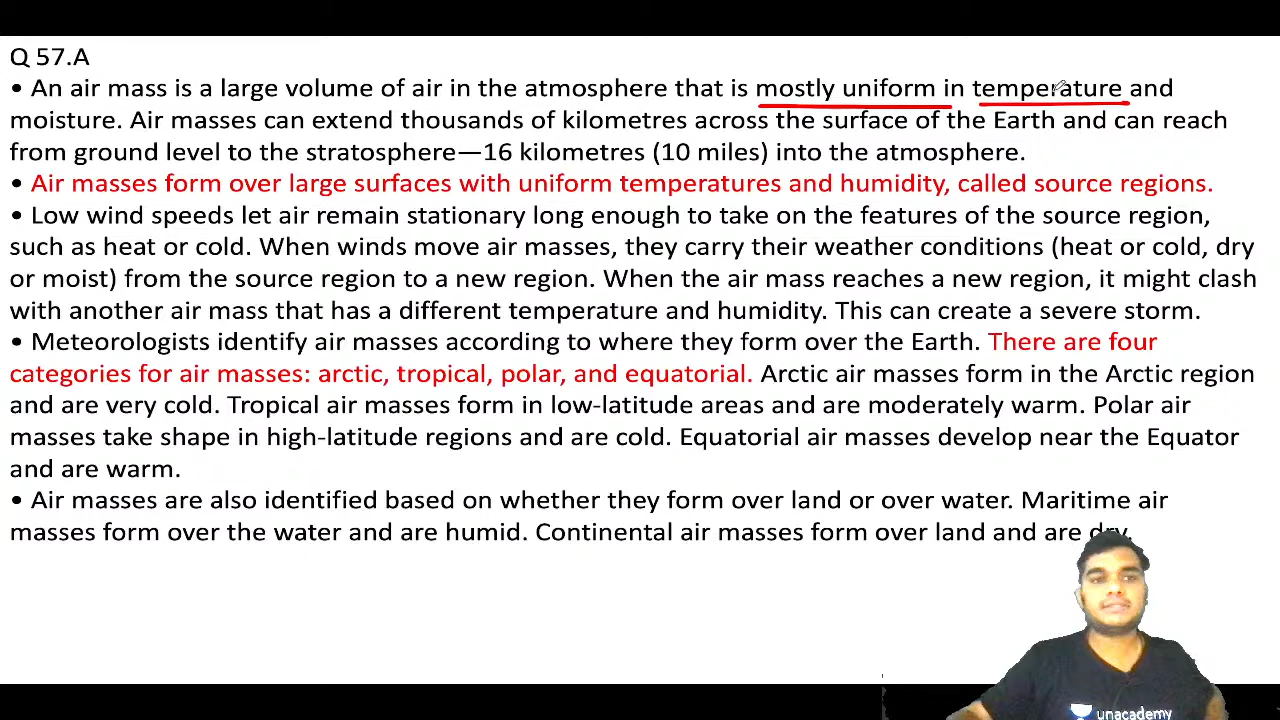 Q 57.A
• An air mass is a large volume of air in the atmosphere that is mostly uniform in temperature and
moisture. Air masses can extend thousands of kilometres across the surface of the Earth and can reach
from ground level to the stratosphere—16 kilometres (10 miles) into the atmosphere.
• Air masses form over large surfaces with uniform temperatures and humidity, called source regions.
• Low wind speeds let air remain stationary long enough to take on the features of the source region,
such as heat or cold. When winds move air masses, they carry their weather conditions (heat or cold, dry
or moist) from the source region to a new region. When the air mass reaches a new region, it might clash
with another air mass that has a different temperature and humidity. This can create a severe storm.
• Meteorologists identify air masses according to where they form over the Earth. There are four
categories for air masses: arctic, tropical, polar, and equatorial. Arctic air masses form in the Arctic region
and are very cold. Tropical air masses form in low-latitude areas and are moderately warm. Polar air
masses take shape in high-latitude regions and are cold. Equatorial air masses develop near the Equator
and are warm.
• Air masses are also identified based on whether they form over land or over water. Maritime air
masses form over the water and are humid. Continental air masses form over land and are dry.
unacademy